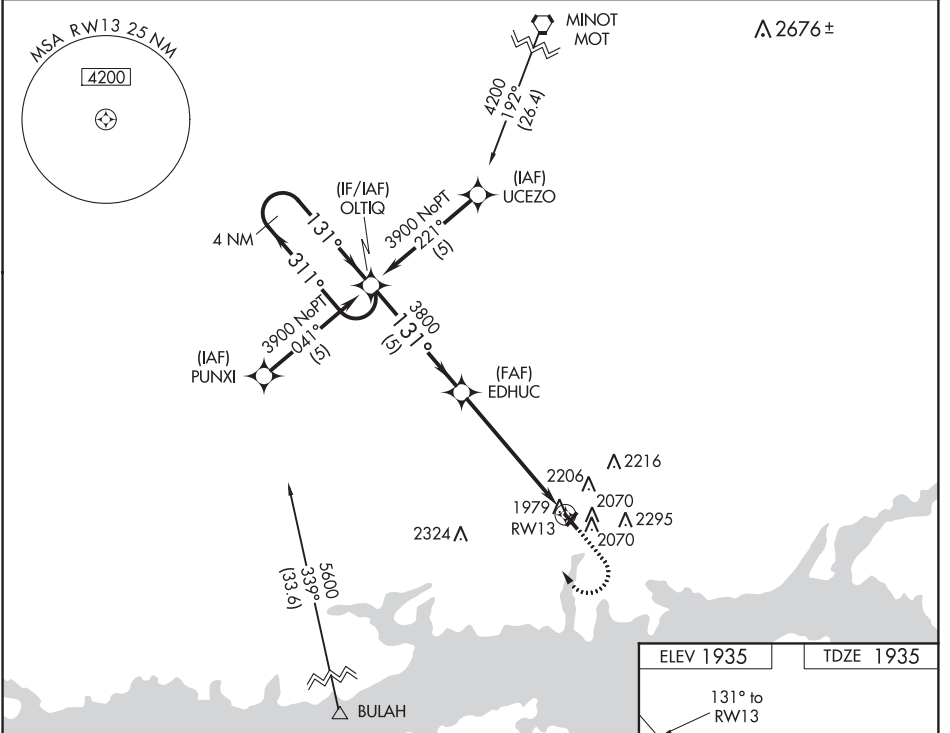 MSA RW13 25 NM
4200
MINOT
MOT
2676 ±
4200
192°
(26.4)
(IAF)
UCEZO
(IF/IAF)
OLTIQ
3900 NoPT
221°
(5)
4 NM
131°
311°
3900 NoPT
041°
(5)
(IAF)
PUNXI
3800
131°
(5)
(FAF)
EDHUC
2216
2206
2070
1979
RW13
2295
2070
2324
5600
339°
(33.6)
BULAH
ELEV 1935
TDZE 1935
131° to
RW13